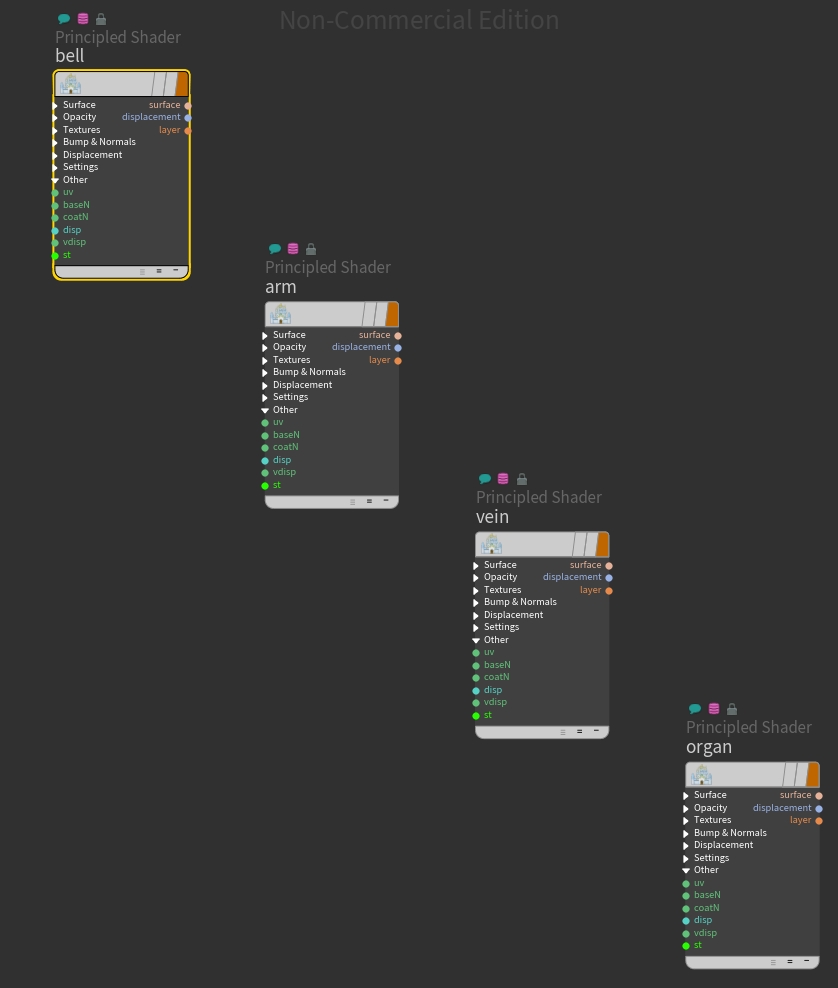 Non-Commercial Edition
Principled Shader
bell
Surface surface
Opacity displacement
Textures layer
Bump & Normals
Displacement
Settings
Other
uv
baseN
coatN
disp
vdisp
st
Principled Shader
arm
Surface surface
Opacity displacement
Textures layer
Bump & Normals
Displacement
Settings
Other
uv
baseN
coatN
disp
vdisp
st
Principled Shader
vein
Surface surface
Opacity displacement
Textures layer
Bump & Normals
Displacement
Settings
Other
uv
baseN
coatN
disp
vdisp
st
Principled Shader
organ
Surface surface
Opacity displacement
Textures layer
Bump & Normals
Displacement
Settings
Other
uv
baseN
coatN
disp
vdisp
st